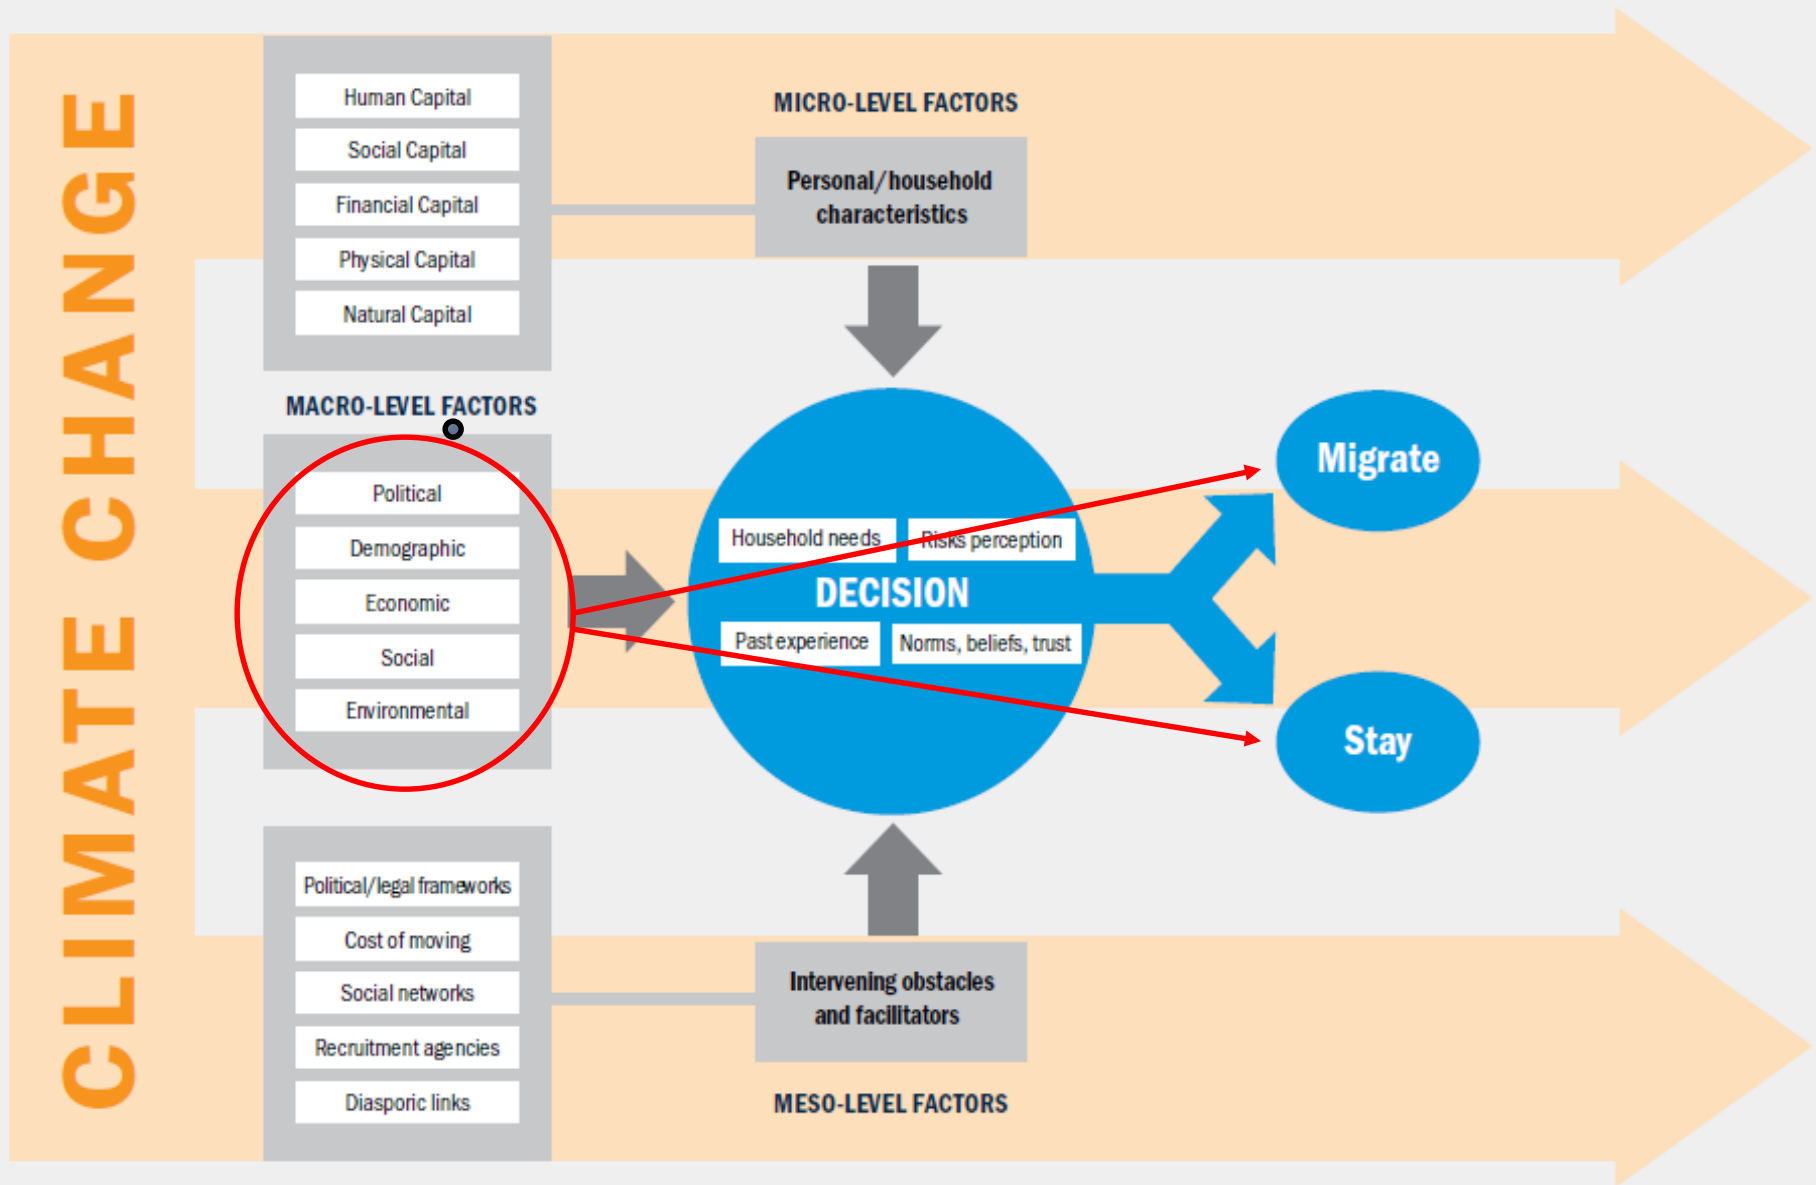 CLIMATE CHANGE
Human Capital
Social Capital
Financial Capital
Physical Capital
Natural Capital
MICRO-LEVEL FACTORS
Personal/household
characteristics
MACRO-LEVEL FACTORS
Political
Demographic
Economic
Social
Environmental
Household needs
Risks perception
DECISION
Past experience
Norms, beliefs, trust
Migrate
Stay
Political/legal frameworks
Cost of moving
Social networks
Recruitment agencies
Diasporic links
Intervening obstacles
and facilitators
MESO-LEVEL FACTORS